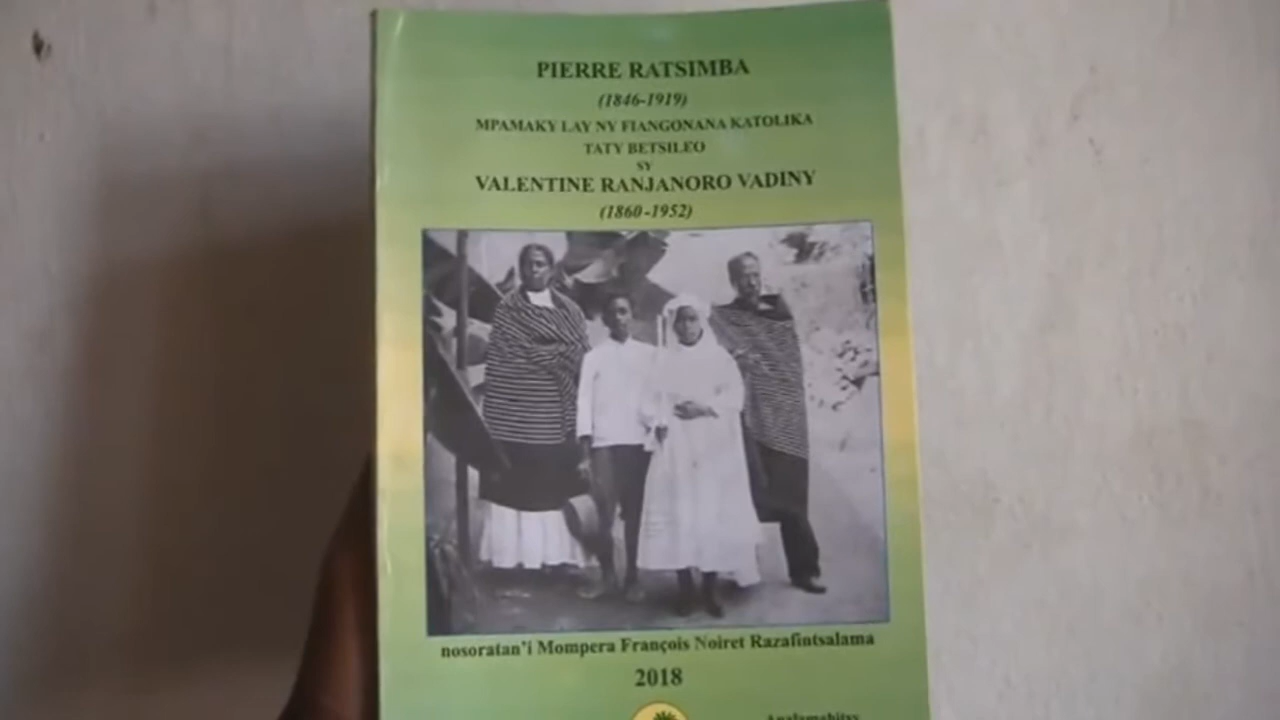 PIERRE RATSIMBA
(1846-1919)
MPAMAKY LAY NY FIANGONANA KATOLIKA
TATY BETSILEO
SY
VALENTINE RANJANORO VADINY
(1860-1952)
nosoratan'i Mompera François Noiret Razafintsalama
2018